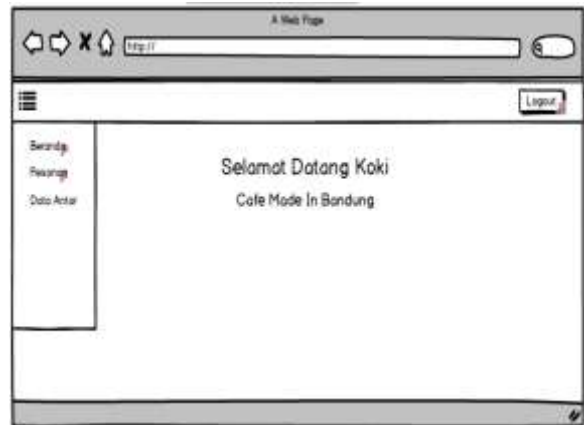 A Web Page
http://
Logout
Beranda
Pesanan
Data Antar
Selamat Datang Koki
Cafe Made In Bandung